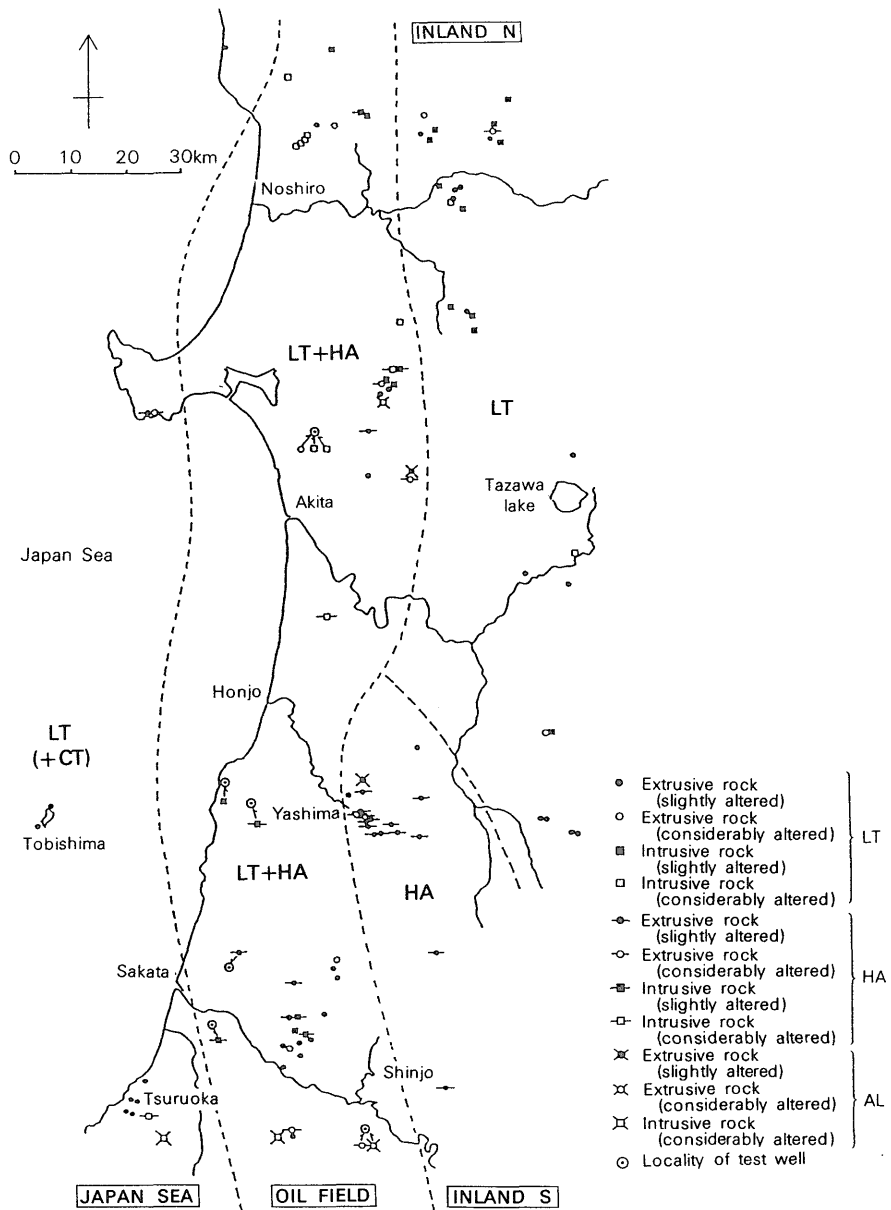 INLAND N
0 10 20 30km
Noshiro
LT+HA
LT
Tazawa
lake
Akita
Japan Sea
Honjo
LT
(+CT)
Tobishima
Yashima
LT+HA
HA
Sakata
Shinjo
Tsuruoka
JAPAN SEA
OIL FIELD
INLAND S
Extrusive rock
(slightly altered)
Extrusive rock
(considerably altered)
Intrusive rock
(slightly altered)
Intrusive rock
(considerably altered)
LT
Extrusive rock
(slightly altered)
Extrusive rock
(considerably altered)
Intrusive rock
(slightly altered)
Intrusive rock
(considerably altered)
HA
Extrusive rock
(slightly altered)
Extrusive rock
(considerably altered)
Intrusive rock
(considerably altered)
AL
Locality of test well